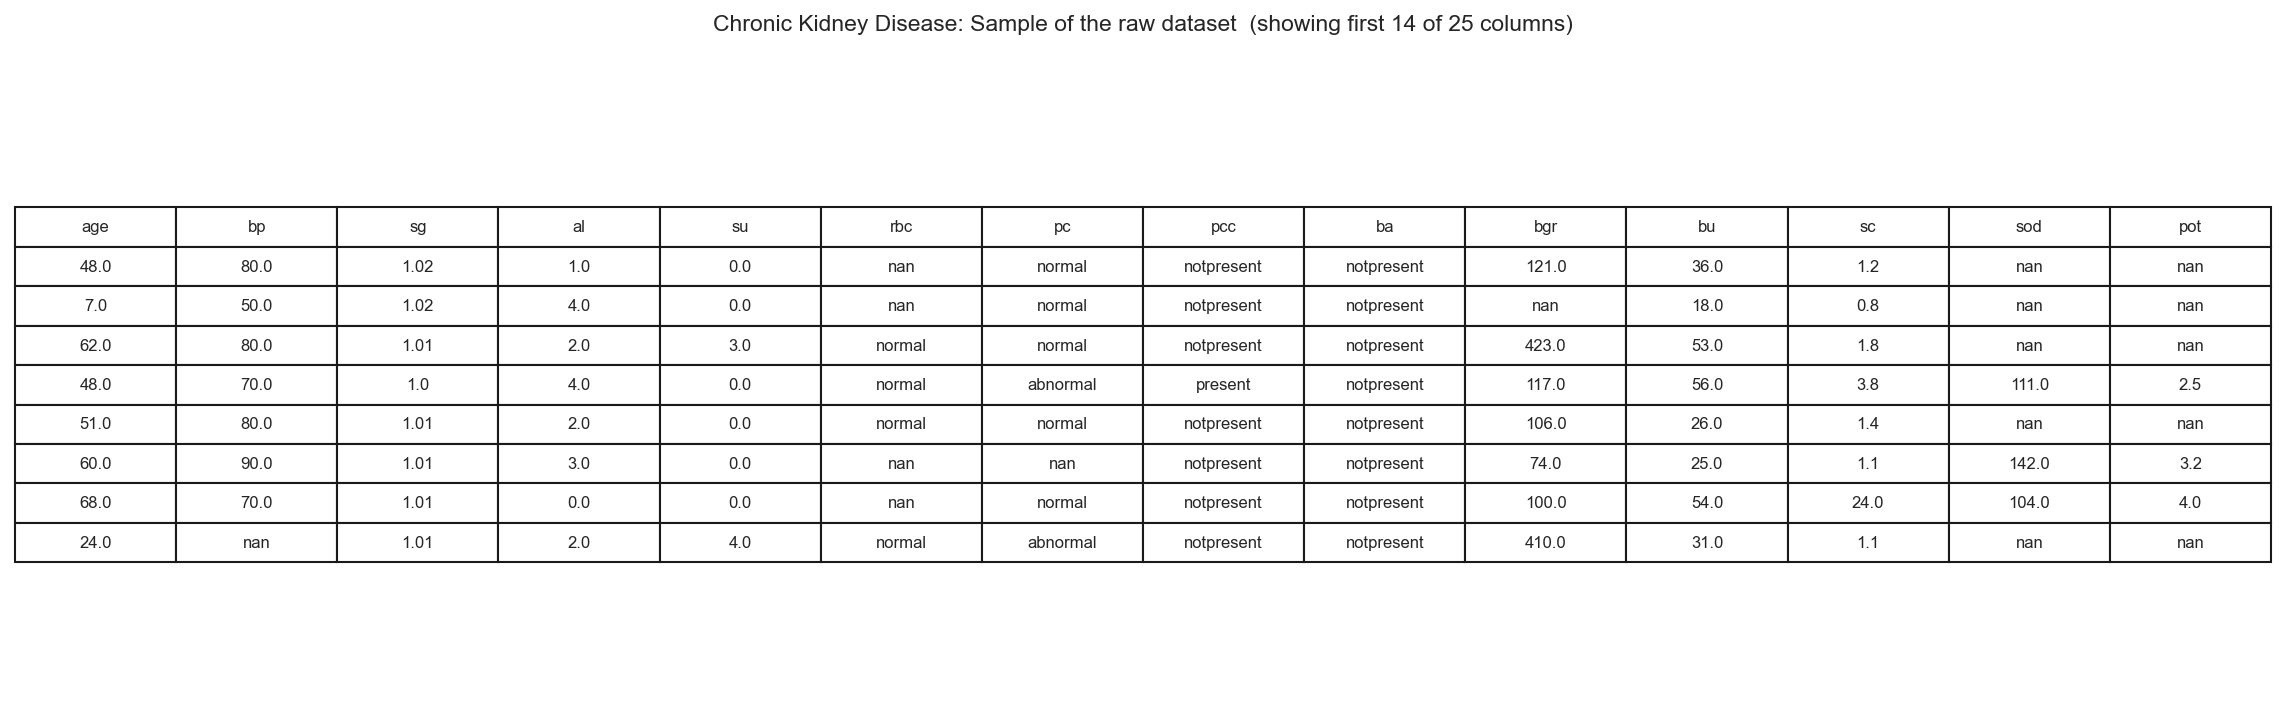 Chronic Kidney Disease: Sample of the raw dataset  (showing first 14 of 25 columns)
age bp sg al su rbc pc pcc ba bgr bu sc sod pot
48.0 80.0 1.02 1.0 0.0 nan normal notpresent notpresent 121.0 36.0 1.2 nan nan
7.0 50.0 1.02 4.0 0.0 nan normal notpresent notpresent nan 18.0 0.8 nan nan
62.0 80.0 1.01 2.0 3.0 normal normal notpresent notpresent 423.0 53.0 1.8 nan nan
48.0 70.0 1.0 4.0 0.0 normal abnormal present notpresent 117.0 56.0 3.8 111.0 2.5
51.0 80.0 1.01 2.0 0.0 normal normal notpresent notpresent 106.0 26.0 1.4 nan nan
60.0 90.0 1.01 3.0 0.0 nan nan notpresent notpresent 74.0 25.0 1.1 142.0 3.2
68.0 70.0 1.01 0.0 0.0 nan normal notpresent notpresent 100.0 54.0 24.0 104.0 4.0
24.0 nan 1.01 2.0 4.0 normal abnormal notpresent notpresent 410.0 31.0 1.1 nan nan